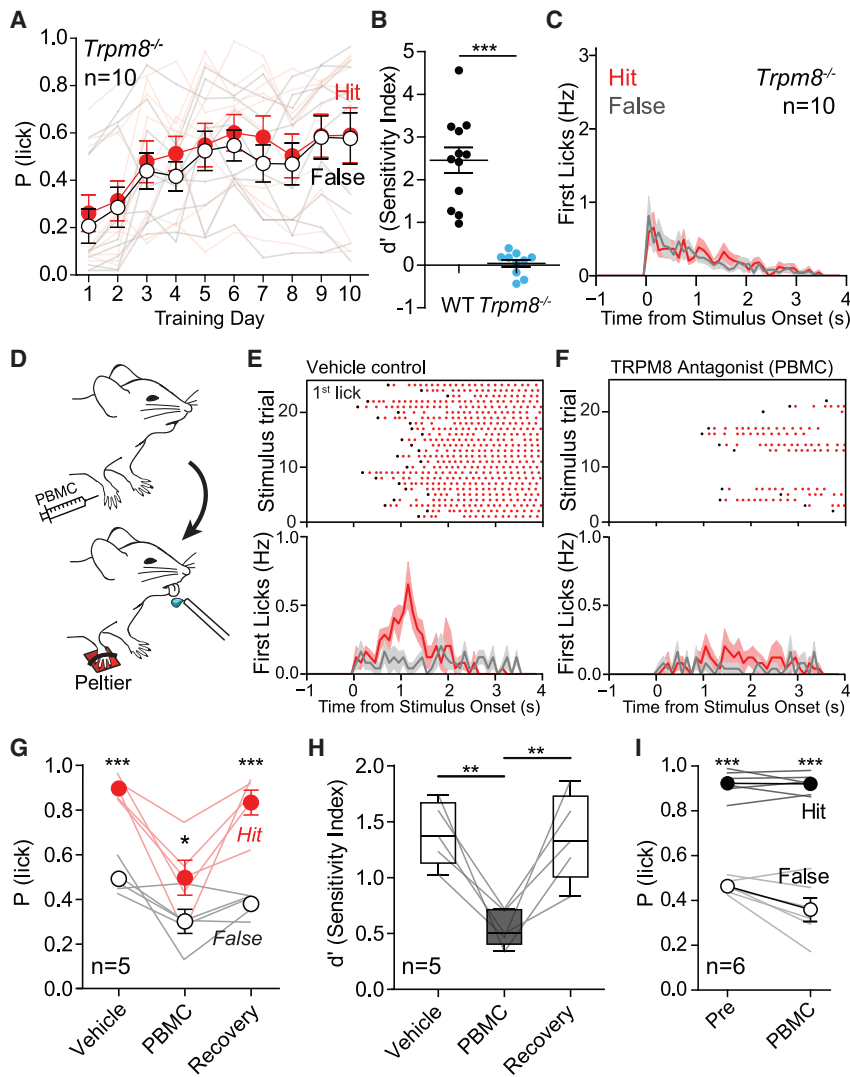 A
Trpm8-/-
n=10
Hit
False
P (lick)
1.0
0.8
0.6
0.4
0.2
0.0
1 2 3 4 5 6 7 8 9 10
Training Day
B
***
d' (Sensitivity Index)
5
4
3
2
1
0
-1
WT Trpm8-/-
C
Hit
False
Trpm8-/-
n=10
First Licks (Hz)
3
2
1
0
−1 0 1 2 3 4
Time from Stimulus Onset (s)
D
PBMC
Peltier
E
Vehicle control
1st lick
Stimulus trial
20
10
0
First Licks (Hz)
1.0
0.5
0.0
−1 0 1 2 3 4
Time from Stimulus Onset (s)
F
TRPM8 Antagonist (PBMC)
Stimulus trial
20
10
0
First Licks (Hz)
1.0
0.5
0.0
−1 0 1 2 3 4
Time from Stimulus Onset (s)
G
*** * ***
P (lick)
1.0
0.8
0.6
0.4
0.2
0.0
Hit
False
n=5
Vehicle PBMC Recovery
H
** **
d' (Sensitivity Index)
2.0
1.5
1.0
0.5
0.0
n=5
Vehicle PBMC Recovery
I
*** ***
P (lick)
1.0
0.8
0.6
0.4
0.2
0.0
Hit
False
n=6
Pre PBMC